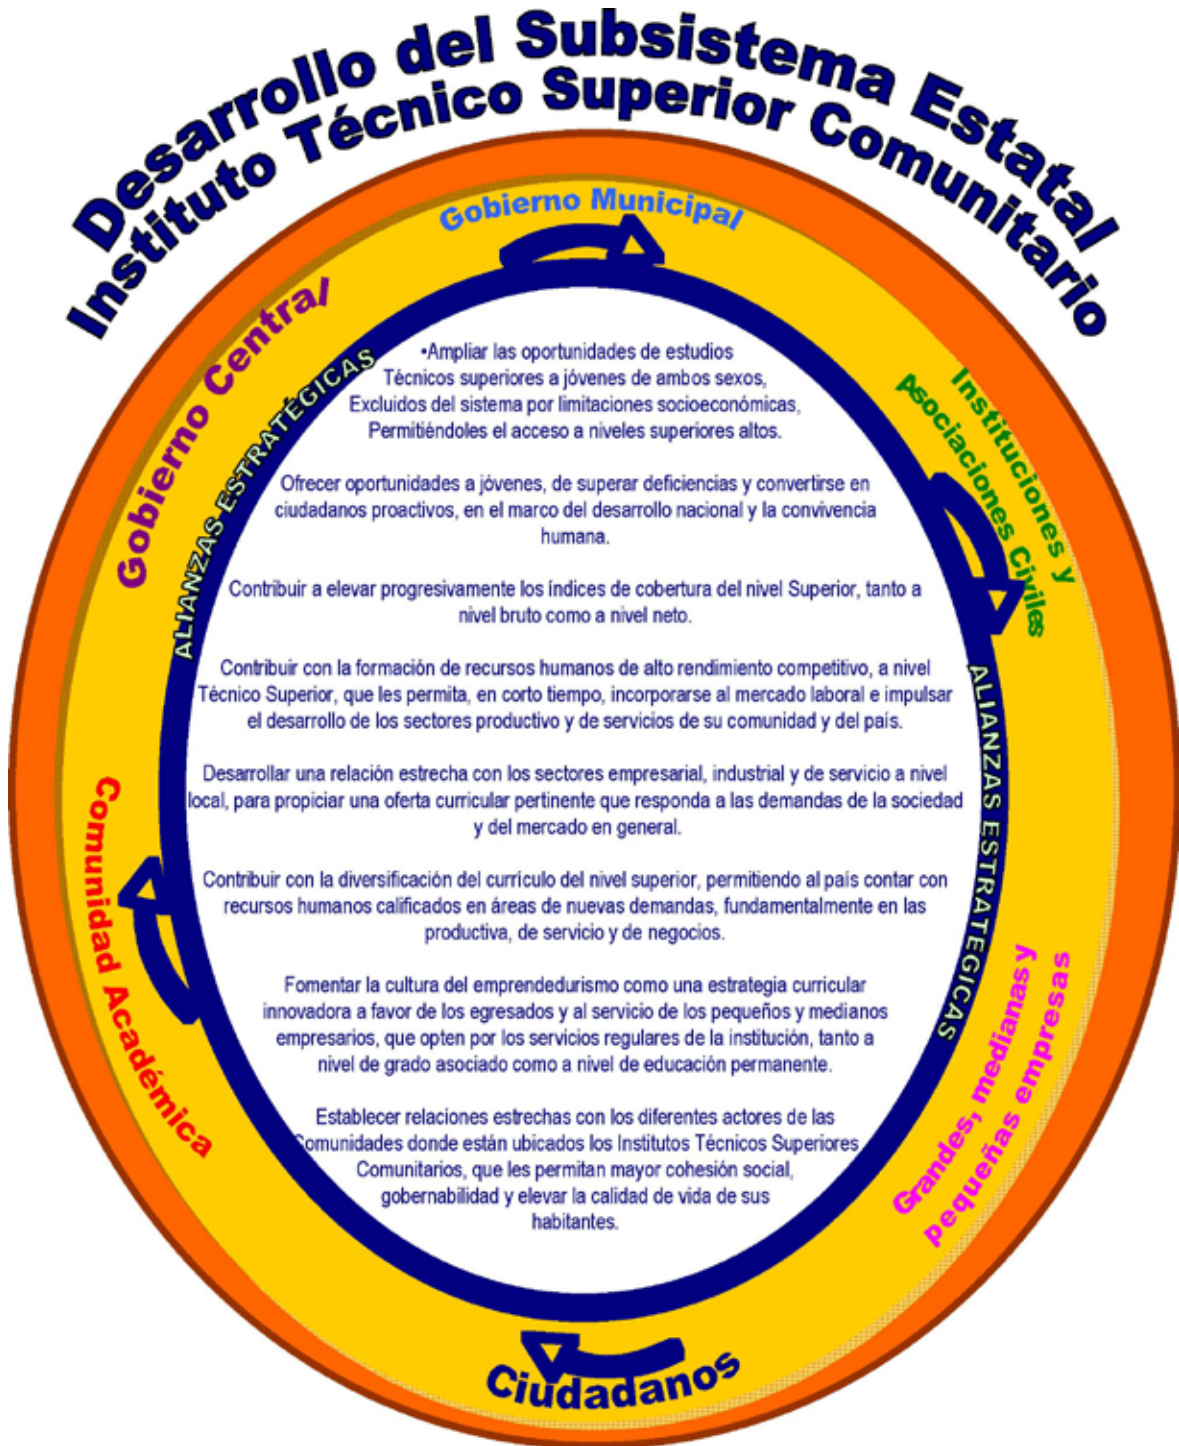 Desarrollo del Subsistema Estatal
Instituto Técnico Superior Comunitario
Gobierno Municipal
Gobierno Central
ALIANZAS ESTRATÉGICAS
Instituciones y
Asociaciones Civiles
•Ampliar las oportunidades de estudios
Técnicos superiores a jóvenes de ambos sexos,
Excluidos del sistema por limitaciones socioeconómicas,
Permitiéndoles el acceso a niveles superiores altos.
Ofrecer oportunidades a jóvenes, de superar deficiencias y convertirse en
ciudadanos proactivos, en el marco del desarrollo nacional y la convivencia
humana.
Contribuir a elevar progresivamente los índices de cobertura del nivel Superior, tanto a
nivel bruto como a nivel neto.
Contribuir con la formación de recursos humanos de alto rendimiento competitivo, a nivel
Técnico Superior, que les permita, en corto tiempo, incorporarse al mercado laboral e impulsar
el desarrollo de los sectores productivo y de servicios de su comunidad y del país.
Desarrollar una relación estrecha con los sectores empresarial, industrial y de servicio a nivel
local, para propiciar una oferta curricular pertinente que responda a las demandas de la sociedad
y del mercado en general.
Contribuir con la diversificación del currículo del nivel superior, permitiendo al país contar con
recursos humanos calificados en áreas de nuevas demandas, fundamentalmente en las
productiva, de servicio y de negocios.
Fomentar la cultura del emprendedurismo como una estrategia curricular
innovadora a favor de los egresados y al servicio de los pequeños y medianos
empresarios, que opten por los servicios regulares de la institución, tanto a
nivel de grado asociado como a nivel de educación permanente.
Establecer relaciones estrechas con los diferentes actores de las
Comunidades donde están ubicados los Institutos Técnicos Superiores
Comunitarios, que les permitan mayor cohesión social,
gobernabilidad y elevar la calidad de vida de sus
habitantes.
ALIANZAS ESTRATEGICAS
Comunidad Académica
Grandes, medianas y
pequeñas empresas
Ciudadanos